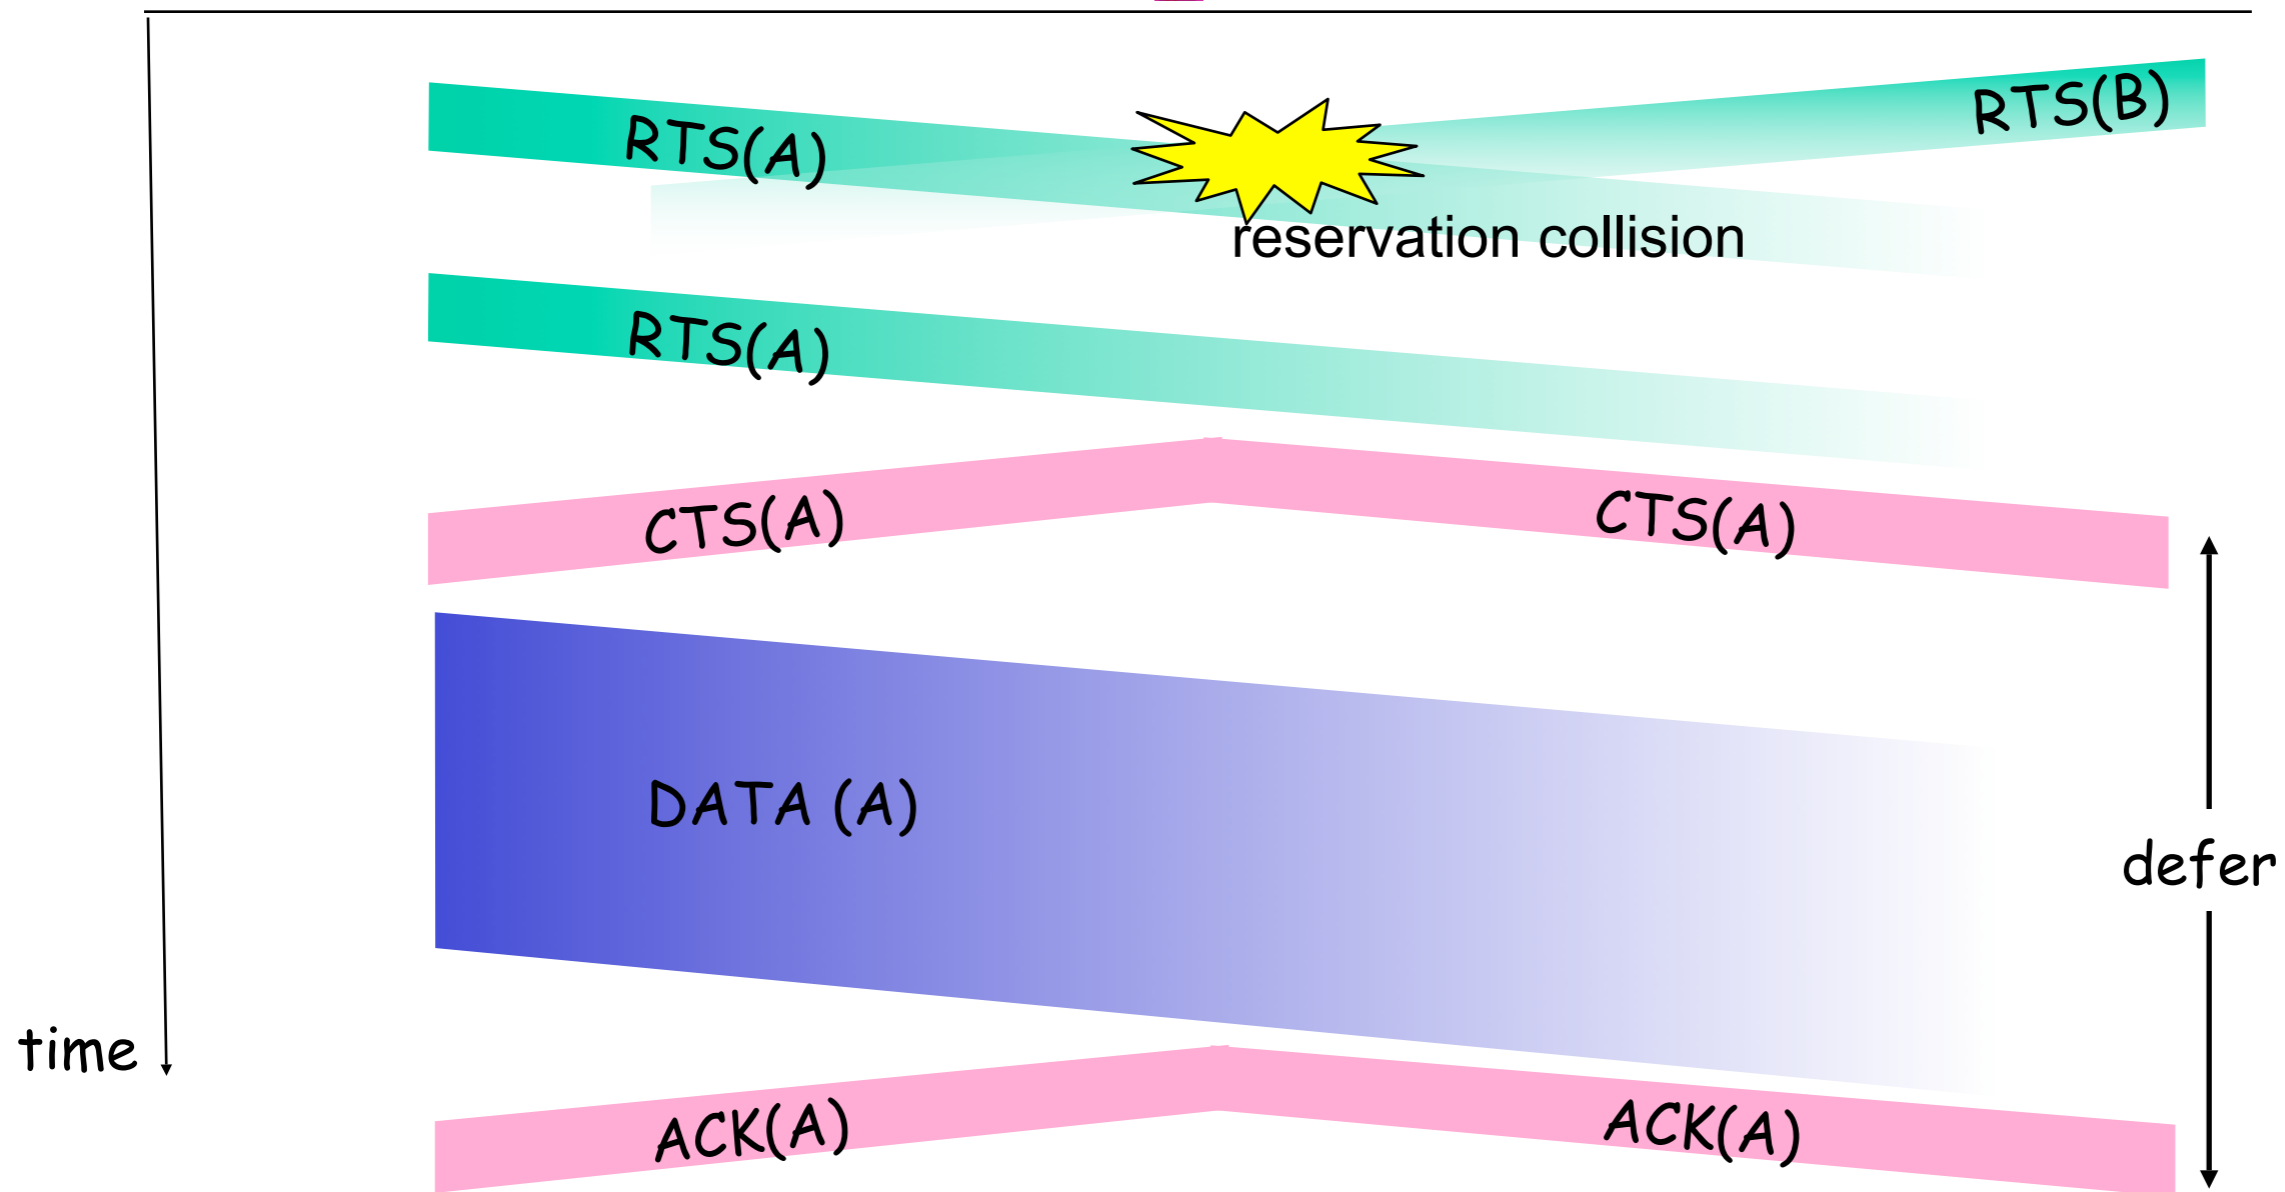 RTS(A)
RTS(B)
reservation collision
RTS(A)
CTS(A)
CTS(A)
DATA (A)
defer
time
ACK(A)
ACK(A)